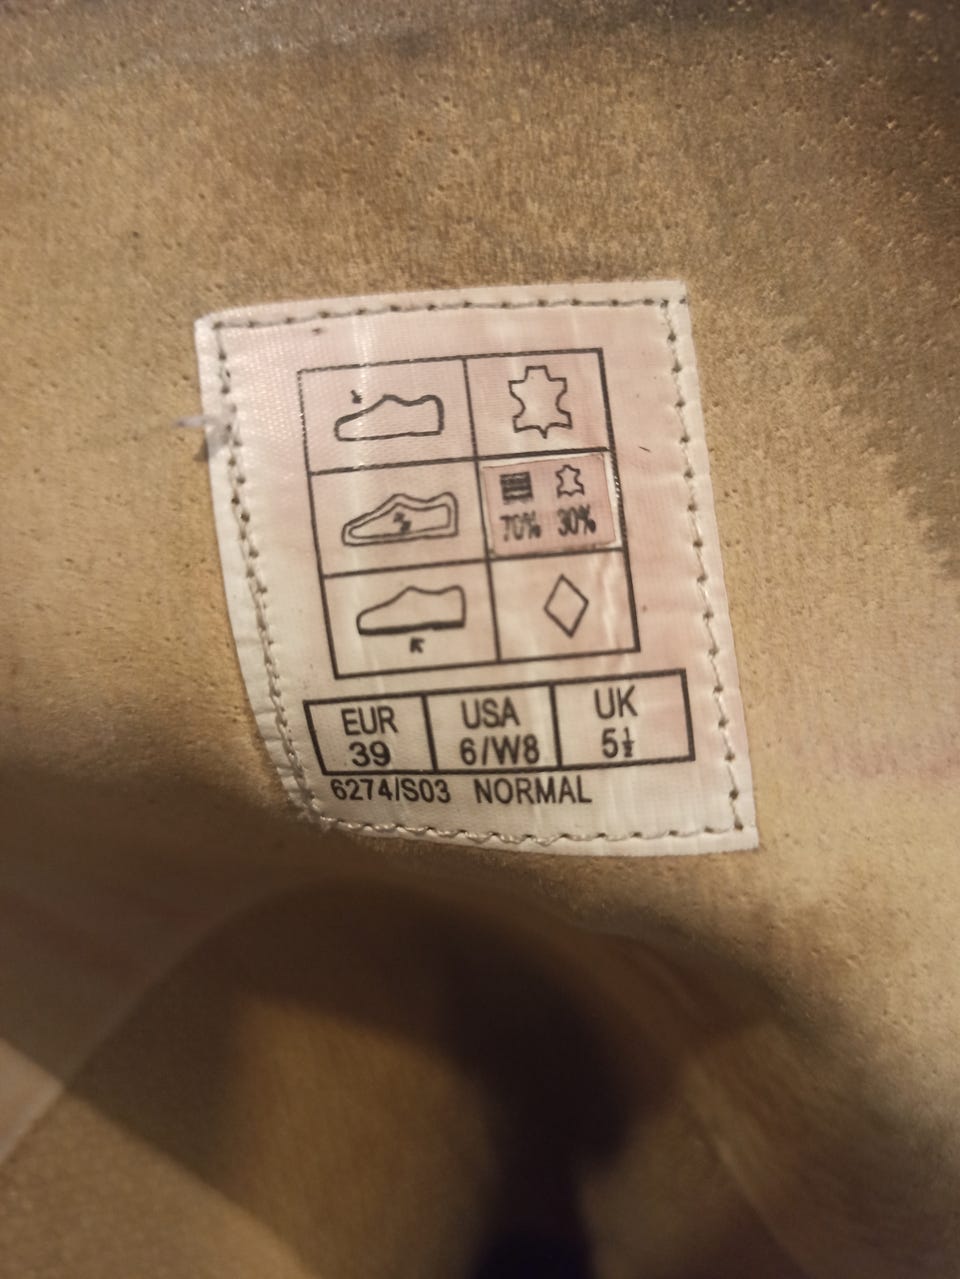 70% 30%
EUR USA UK
39 6/W8 5½
6274/S03 NORMAL